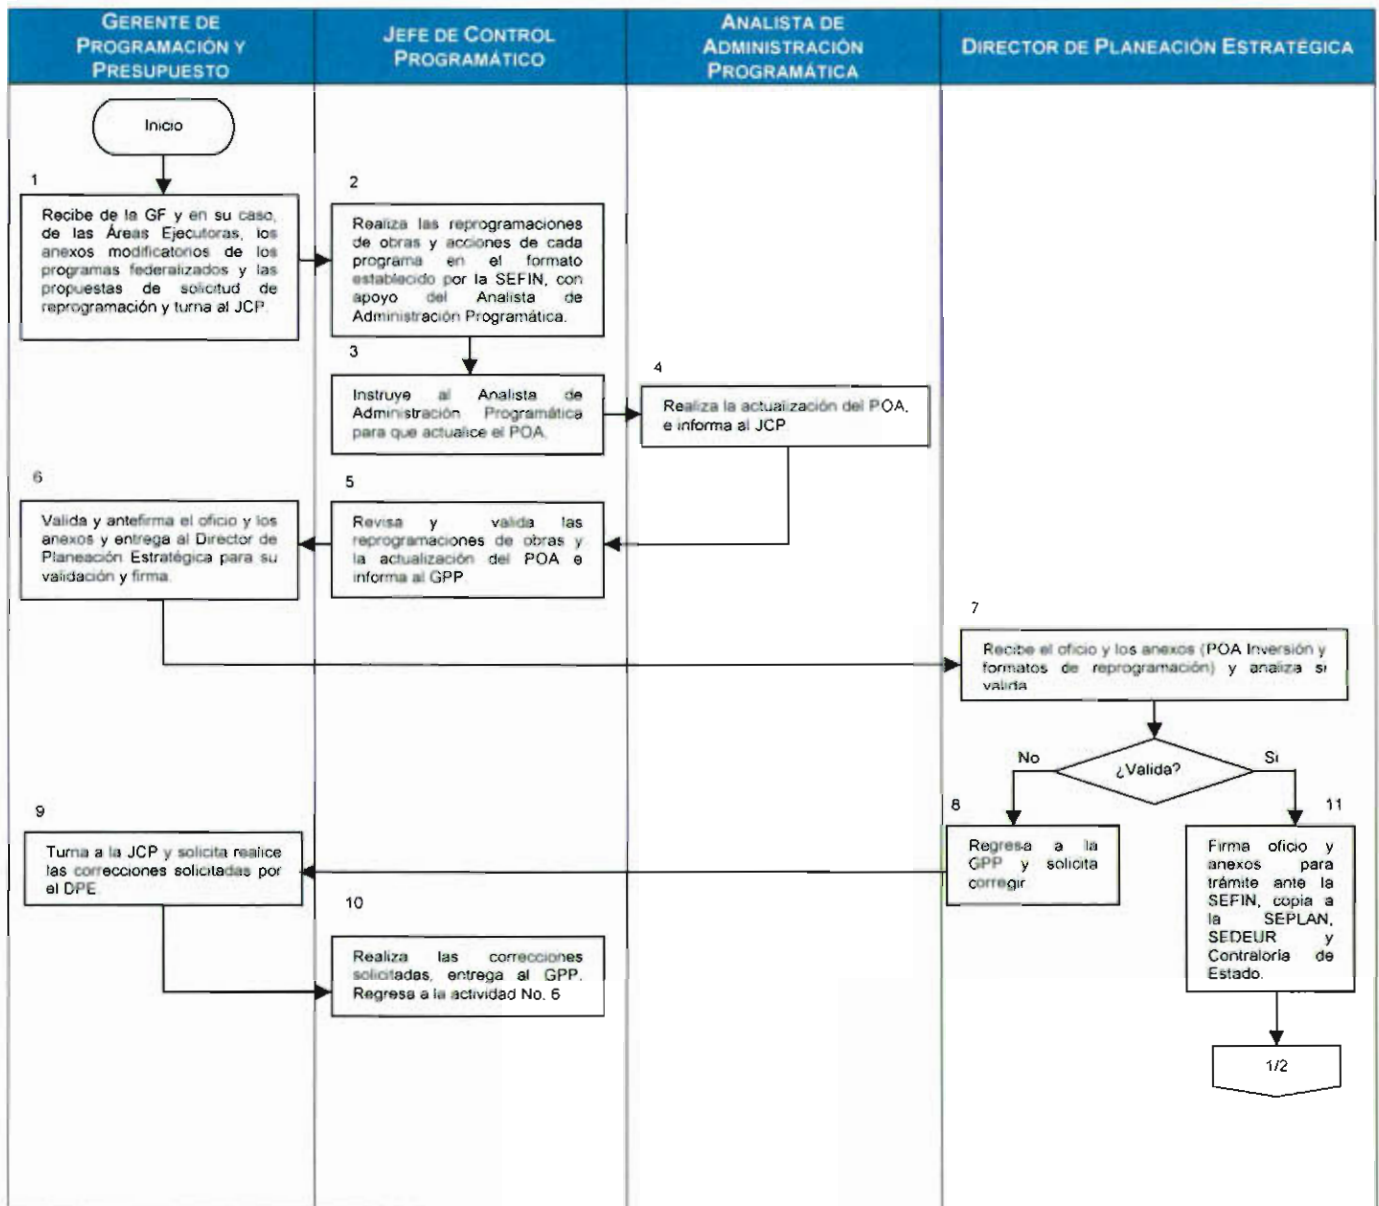 GERENTE DE
PROGRAMACIÓN Y
PRESUPUESTO
JEFE DE CONTROL
PROGRAMÁTICO
ANALISTA DE
ADMINISTRACIÓN
PROGRAMÁTICA
DIRECTOR DE PLANEACIÓN ESTRATÉGICA
Inicio
1
Recibe de la GF y en su caso,
de las Áreas Ejecutoras, los
anexos modificatorios de los
programas federalizados y las
propuestas de solicitud de
reprogramación y turna al JCP.
2
Realiza las reprogramaciones
de obras y acciones de cada
programa en el formato
establecido por la SEFIN, con
apoyo del Analista de
Administración Programática.
3
Instruye al Analista de
Administración Programática
para que actualice el POA.
4
Realiza la actualización del POA,
e informa al JCP
5
Revisa y valida las
reprogramaciones de obras y
la actualización del POA e
informa al GPP
6
Valida y antefirma el oficio y los
anexos y entrega al Director de
Planeación Estratégica para su
validación y firma.
7
Recibe el oficio y los anexos (POA Inversión y
formatos de reprogramación) y analiza si
valida
¿Valida?
No
Si
8
Regresa a la
GPP y solicita
corregir
9
Turna a la JCP y solicita realice
las correcciones solicitadas por
el DPE.
10
Realiza las correcciones
solicitadas, entrega al GPP.
Regresa a la actividad No. 6
11
Firma oficio y
anexos para
trámite ante la
SEFIN, copia a
la SEPLAN,
SEDEUR y
Contraloría de
Estado.
1/2